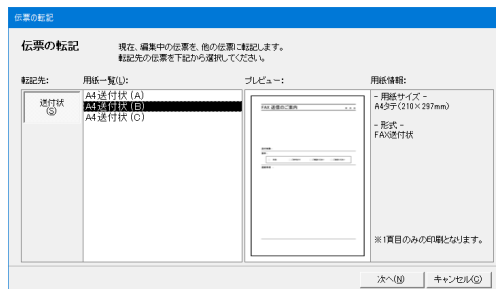 伝票の転記
伝票の転記
現在、編集中の伝票を、他の伝票に転記します。
転記先の伝票を下記から選択してください。
転記先:
用紙一覧(L):
プレビュー:
用紙情報:
送付状
(S)
A4送付状(A)
A4送付状(B)
A4送付状(C)
FAX 送信のご案内
- 用紙サイズ -
A4タテ(210×297mm)
- 形式 -
FAX送付状
※1頁目のみの印刷となります。
次へ(N)
キャンセル(C)